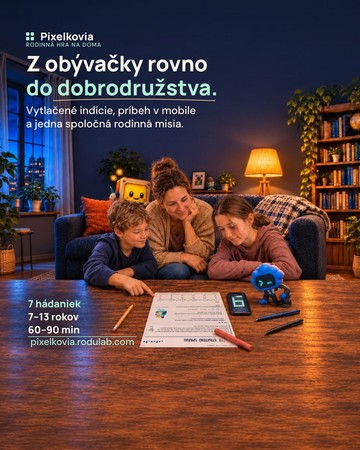 Pixelkovia
RODINNÁ HRA NA DOMA
Z obývačky rovno
do dobrodružstva.
Vytlačené indície, príbeh v mobile
a jedna spoločná rodinná misia.
7 hádaniek
7–13 rokov
60–90 min
pixelkovia.rodulab.com